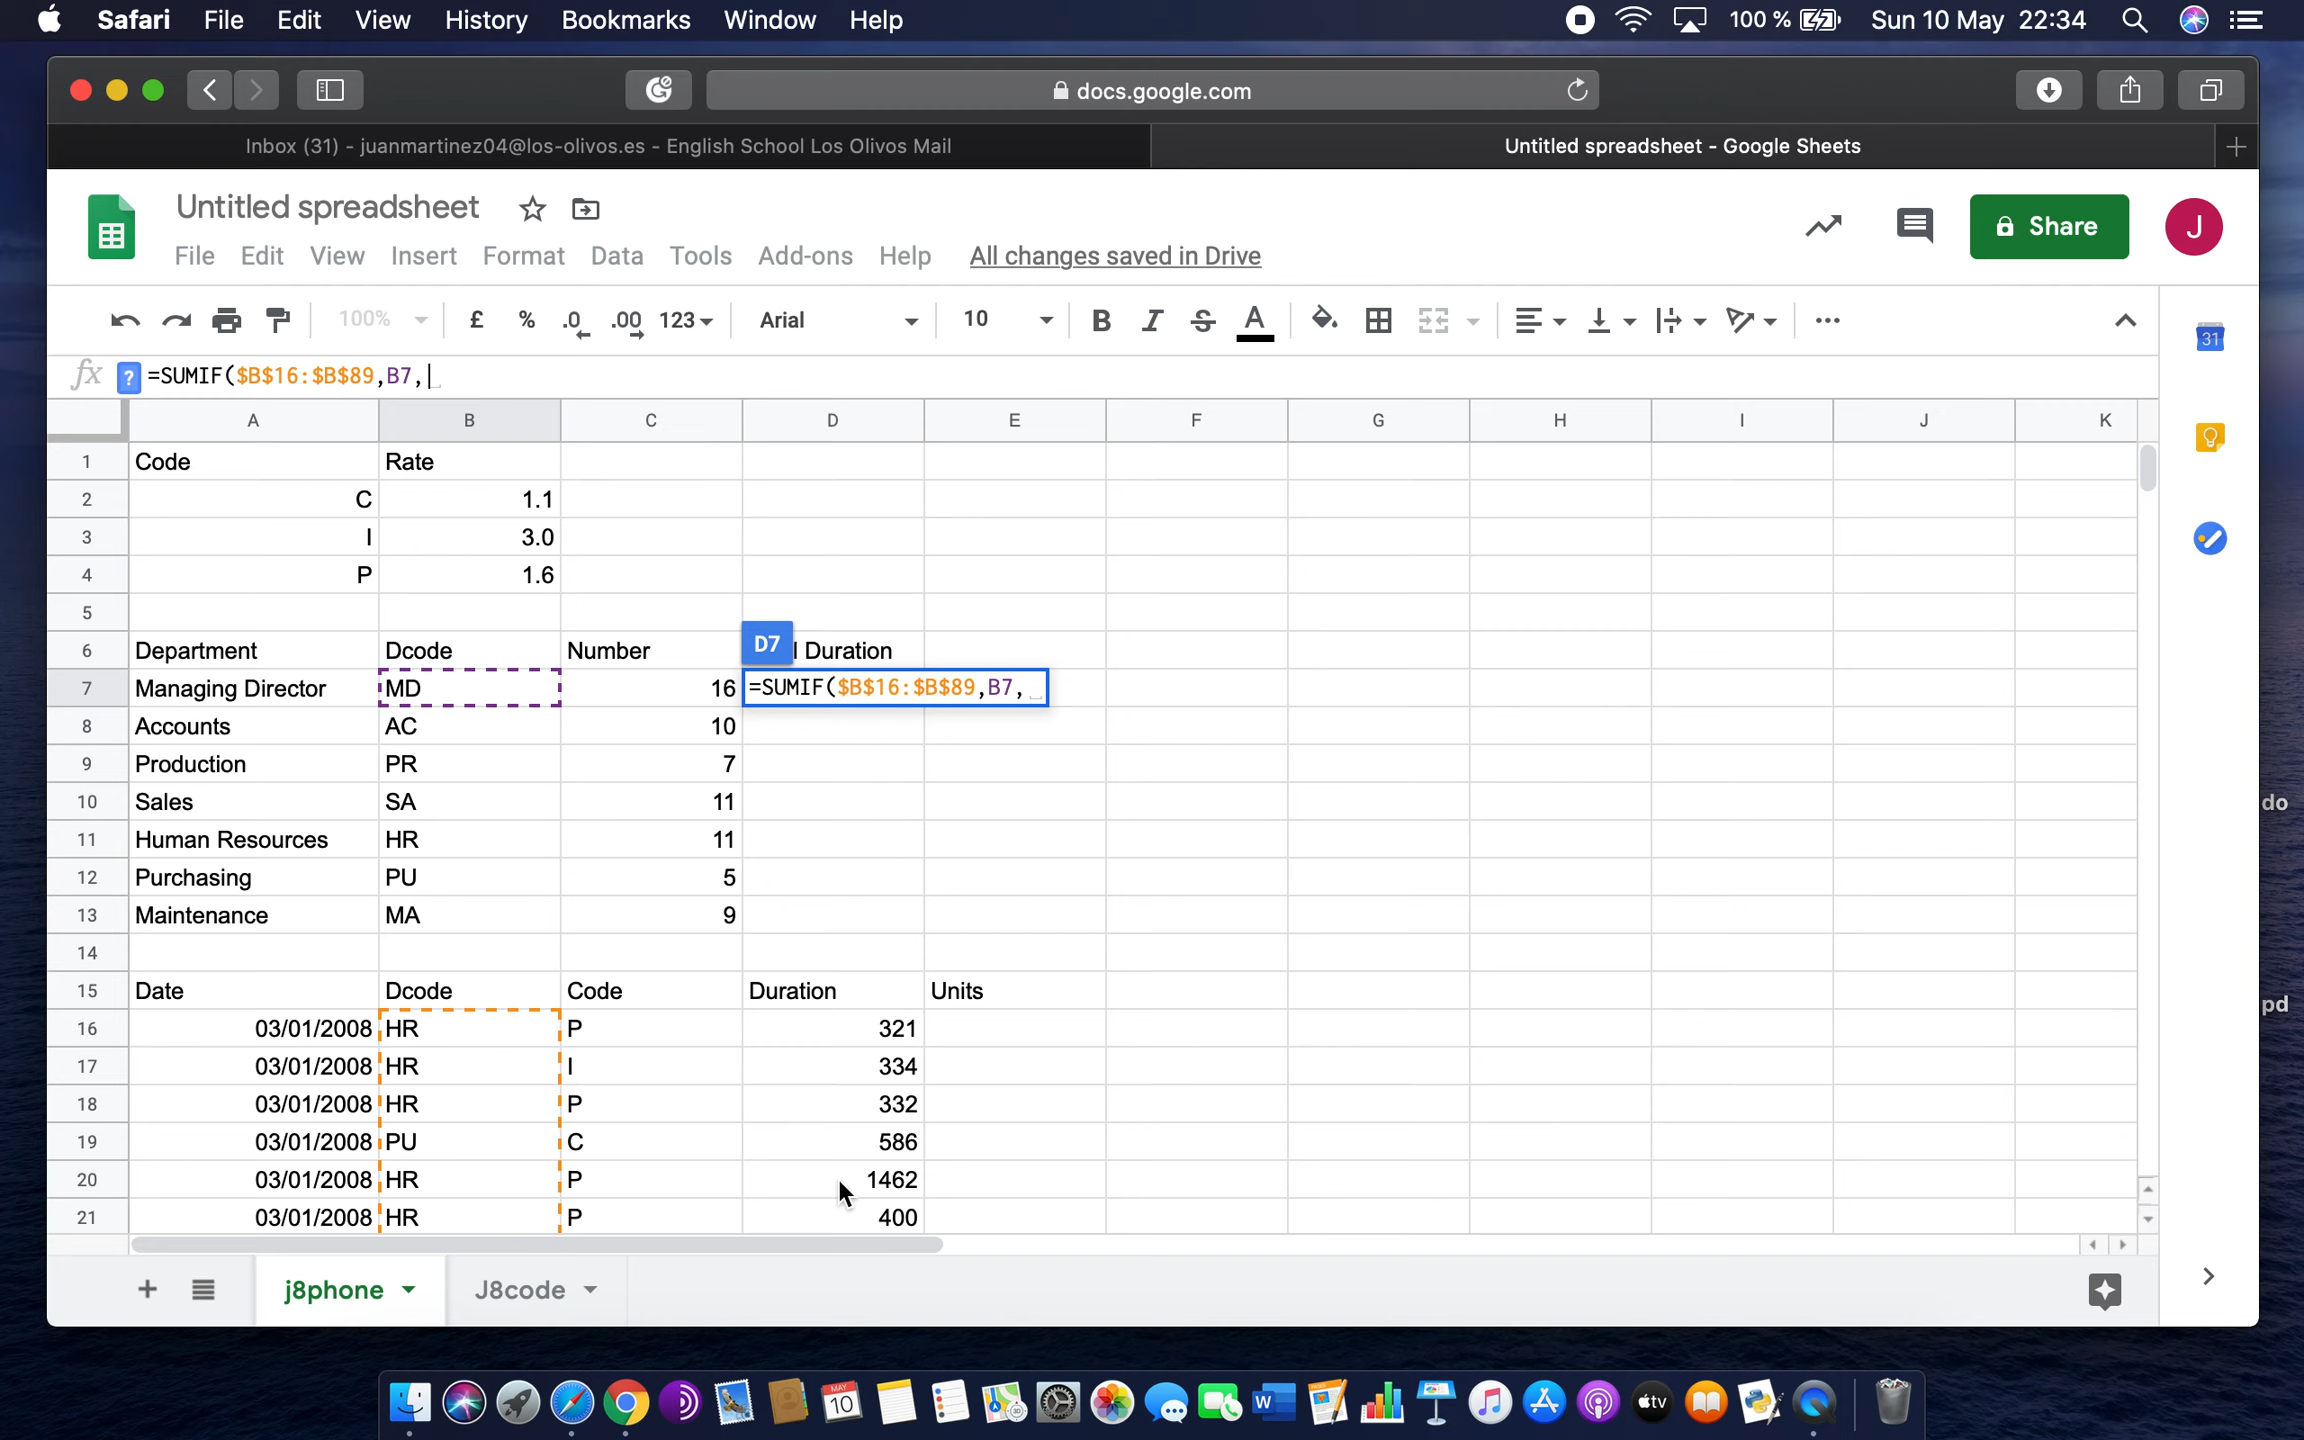 Safari File Edit View History Bookmarks Window Help 100 % Sun 10 May 22:34
docs.google.com
Inbox (31) - juanmartinez04@los-olivos.es - English School Los Olivos Mail Untitled spreadsheet - Google Sheets
Untitled spreadsheet
Share J
File Edit View Insert Format Data Tools Add-ons Help All changes saved in Drive
100% £ % .0 .00 123 Arial 10 B I S A
31
fx ? =SUMIF($B$16:$B$89,B7,
A B C D E F G H I J K
1 Code Rate
2 C 1.1
3 I 3.0
4 P 1.6
5
6 Department Dcode Number D7 l Duration
7 Managing Director MD 16 =SUMIF($B$16:$B$89,B7,
8 Accounts AC 10
9 Production PR 7
10 Sales SA 11
11 Human Resources HR 11
12 Purchasing PU 5
13 Maintenance MA 9
14
15 Date Dcode Code Duration Units
16 03/01/2008 HR P 321
17 03/01/2008 HR I 334
18 03/01/2008 HR P 332
19 03/01/2008 PU C 586
20 03/01/2008 HR P 1462
21 03/01/2008 HR P 400
do
pd
j8phone J8code
MAY
10 W tv